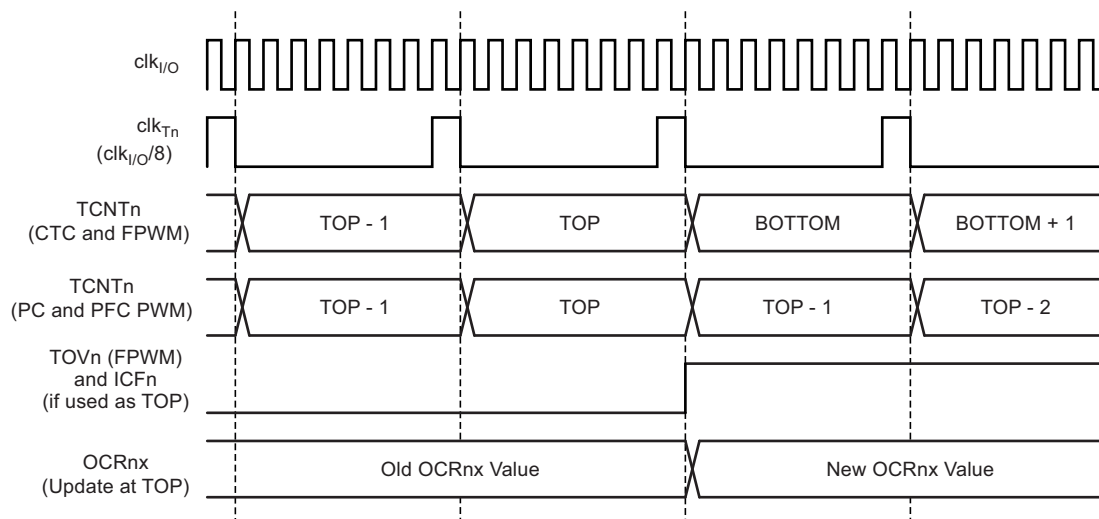 clkI/O
clkTn
(clkI/O/8)
TCNTn
(CTC and FPWM)
TOP - 1
TOP
BOTTOM
BOTTOM + 1
TCNTn
(PC and PFC PWM)
TOP - 1
TOP
TOP - 1
TOP - 2
TOVn (FPWM)
and ICFn
(if used as TOP)
OCRnx
(Update at TOP)
Old OCRnx Value
New OCRnx Value